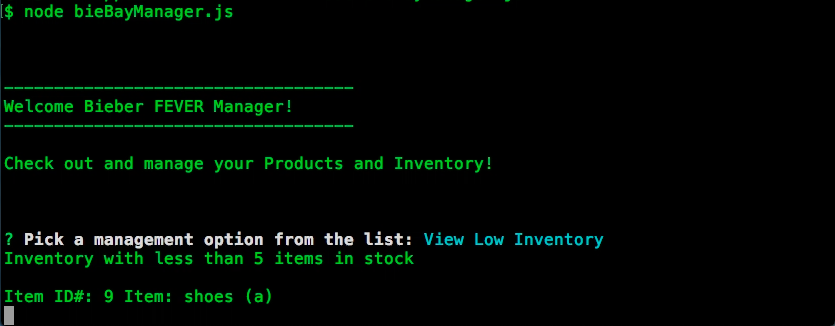 $ node bieBayManager.js
-----------------------------------
Welcome Bieber FEVER Manager!
-----------------------------------
Check out and manage your Products and Inventory!
? Pick a management option from the list: View Low Inventory
Inventory with less than 5 items in stock
Item ID#: 9 Item: shoes (a)